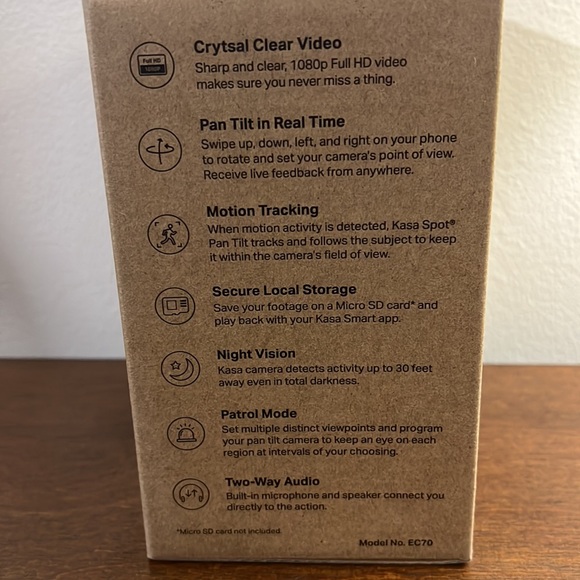 Full HD
1080P
Crytsal Clear Video
Sharp and clear, 1080p Full HD video
makes sure you never miss a thing.
Pan Tilt in Real Time
Swipe up, down, left, and right on your phone
to rotate and set your camera's point of view.
Receive live feedback from anywhere.
Motion Tracking
When motion activity is detected, Kasa Spot®
Pan Tilt tracks and follows the subject to keep
it within the camera's field of view.
Secure Local Storage
Save your footage on a Micro SD card* and
play back with your Kasa Smart app.
Night Vision
Kasa camera detects activity up to 30 feet
away even in total darkness.
Patrol Mode
Set multiple distinct viewpoints and program
your pan tilt camera to keep an eye on each
region at intervals of your choosing.
Two-Way Audio
Built-in microphone and speaker connect you
directly to the action.
*Micro SD card not included.
Model No. EC70